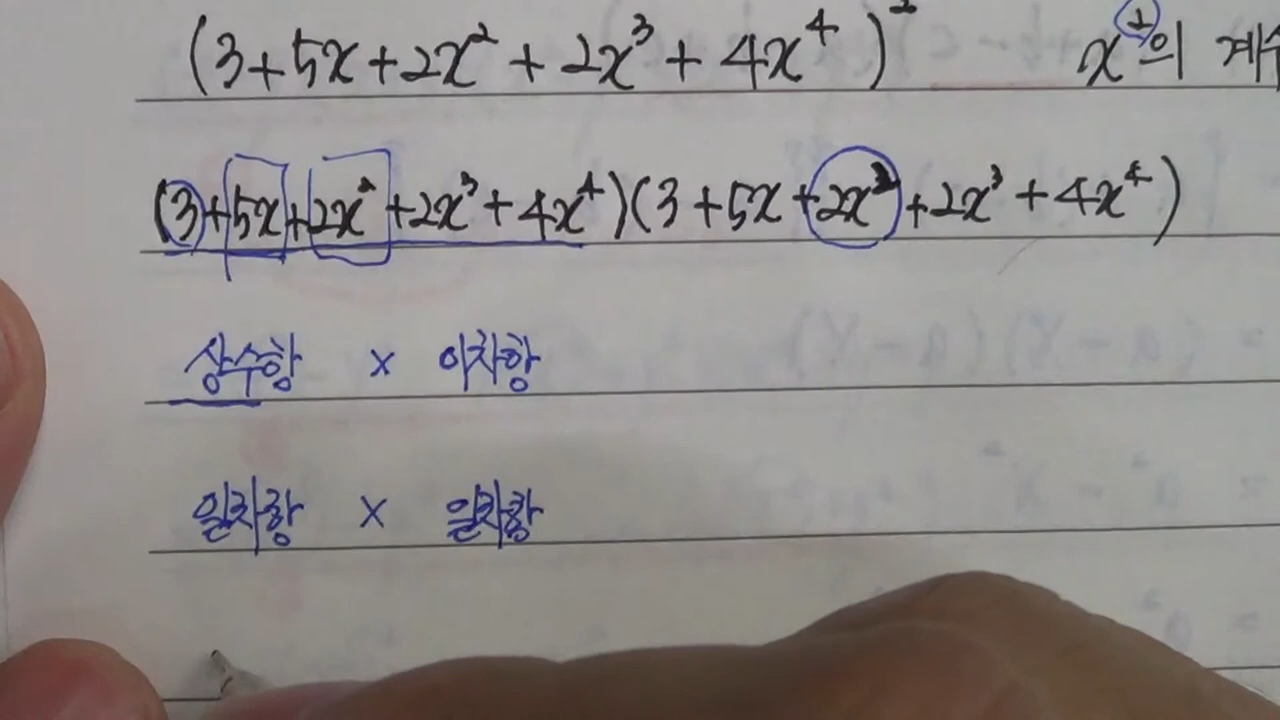 (3+5x+2x²+2x³+4x⁴)² x²의 계수
(3+5x+2x²+2x³+4x⁴)(3+5x+2x²+2x³+4x⁴)
상수항 × 이차항
일차항 × 일차항